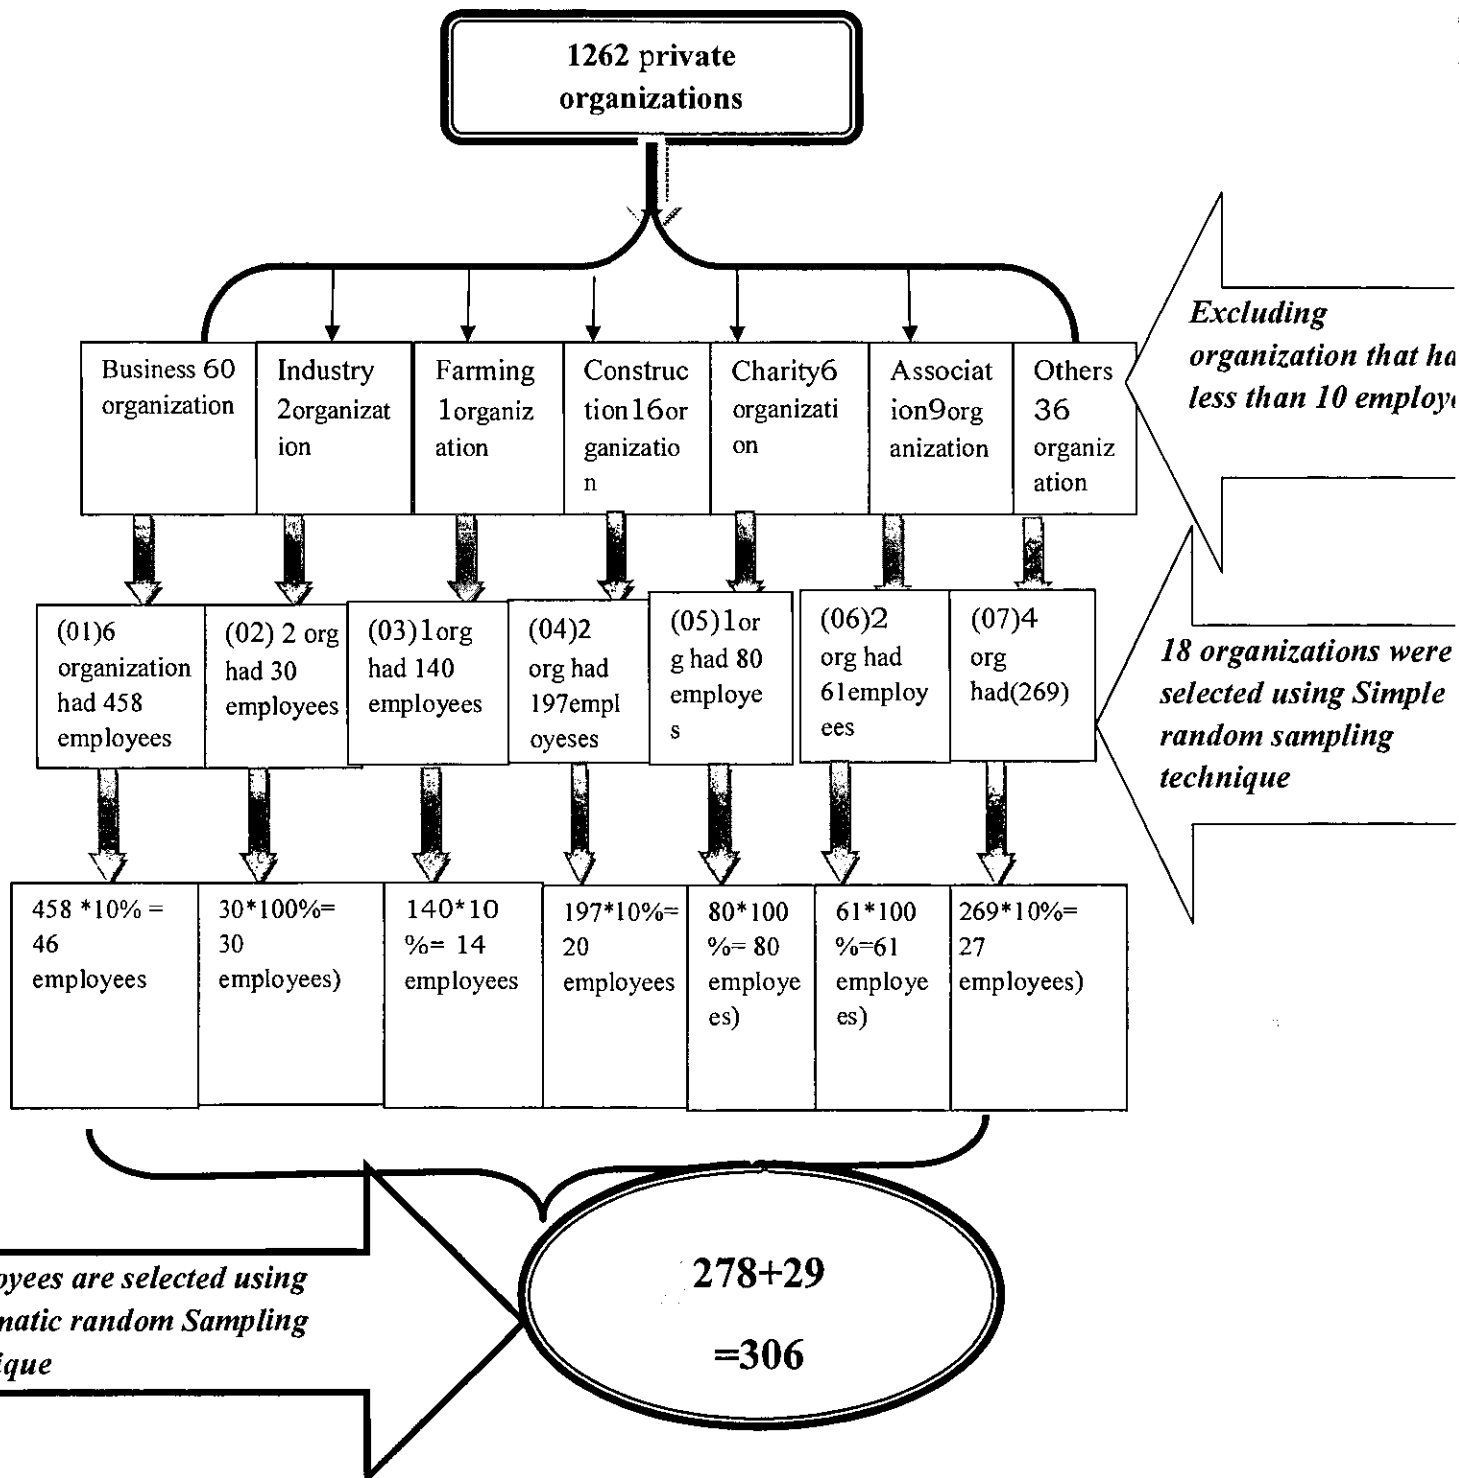 1262 private
organizations
Excluding
organization that ha
less than 10 employe
Business 60
organization
Industry
2organizat
ion
Farming
1organiz
ation
Construc
tion16or
ganizatio
n
Charity6
organizati
on
Associat
ion9org
anization
Others
36
organiz
ation
(01)6
organization
had 458
employees
(02) 2 org
had 30
employees
(03)1org
had 140
employees
(04)2
org had
197empl
oyeses
(05)1or
g had 80
employe
s
(06)2
org had
61employ
ees
(07)4
org
had(269)
18 organizations were
selected using Simple
random sampling
technique
458 *10% =
46
employees
30*100%=
30
employees)
140*10
%= 14
employees
197*10%=
20
employees
80*100
%= 80
employe
es)
61*100
%=61
employe
es)
269*10%=
27
employees)
oyees are selected using
matic random Sampling
ique
278+29
=306